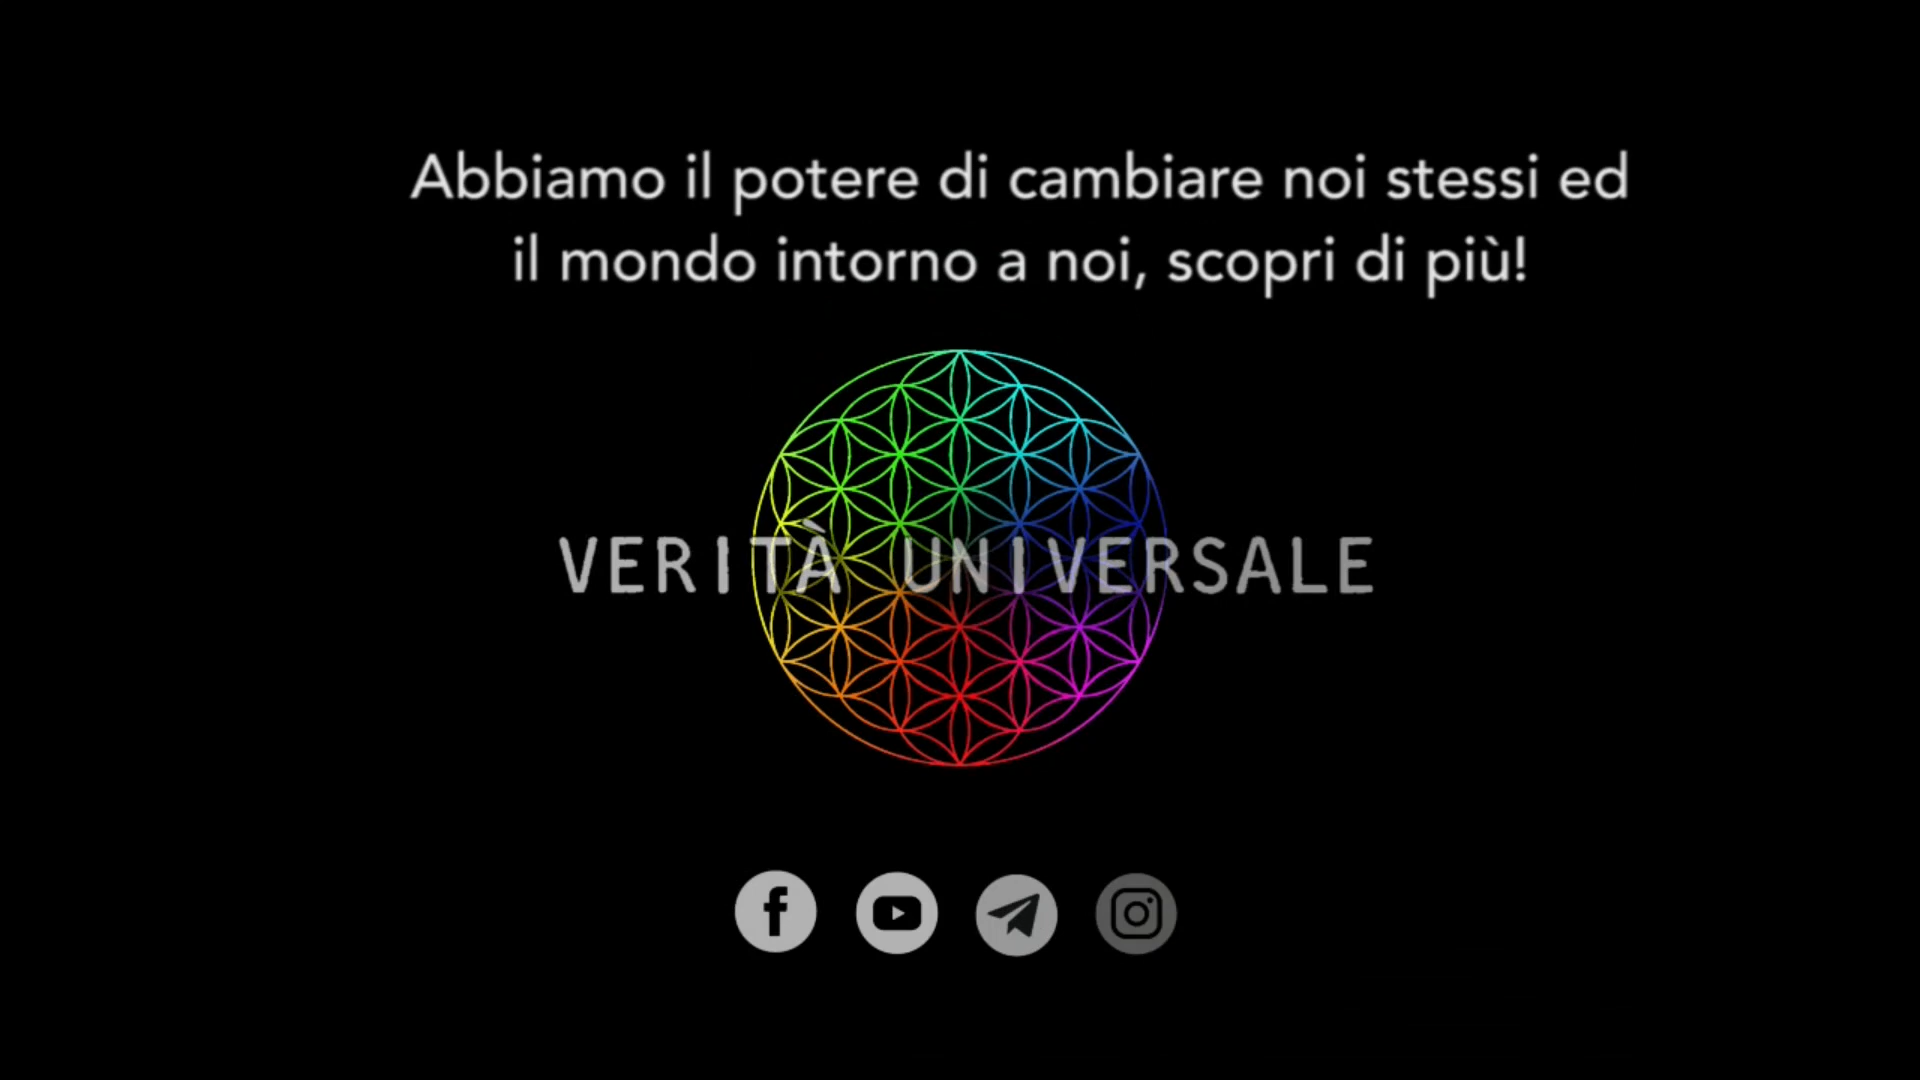 Abbiamo il potere di cambiare noi stessi ed
il mondo intorno a noi, scopri di più!
VERITÀ UNIVERSALE